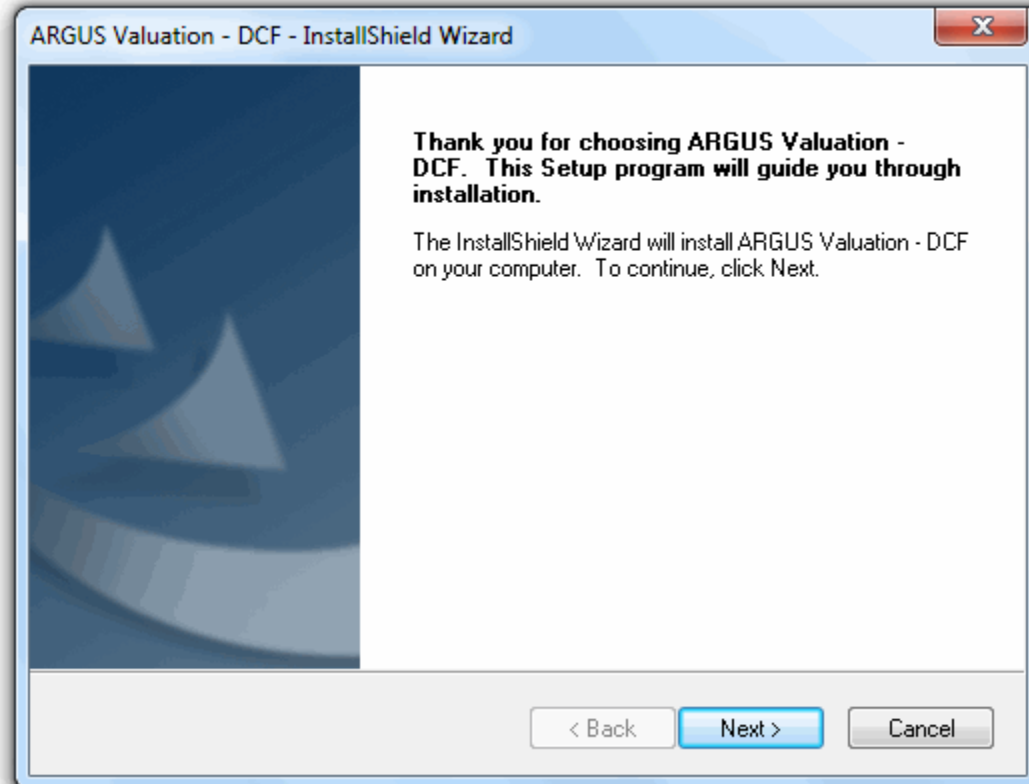 ARGUS Valuation - DCF - InstallShield Wizard
Thank you for choosing ARGUS Valuation -
DCF.  This Setup program will guide you through
installation.
The InstallShield Wizard will install ARGUS Valuation - DCF
on your computer.  To continue, click Next.
< Back
Next >
Cancel